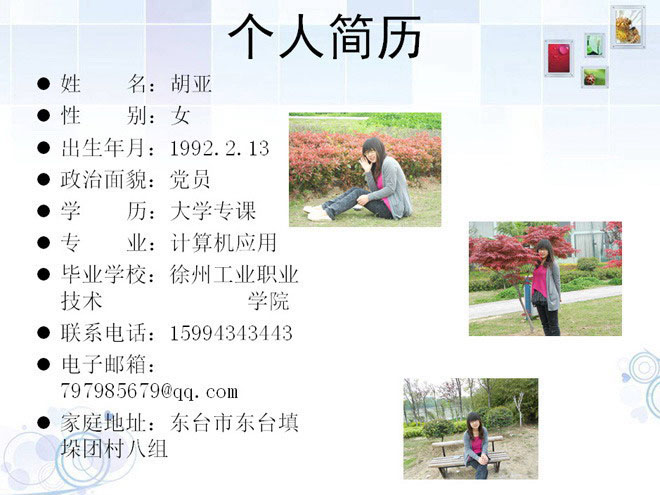 个人简历
姓 名：胡亚
性 别：女
出生年月：1992.2.13
政治面貌：党员
学 历：大学专课
专 业：计算机应用
毕业学校：徐州工业职业
技术 学院
联系电话：15994343443
电子邮箱：
797985679@qq.com
家庭地址：东台市东台填
垛团村八组